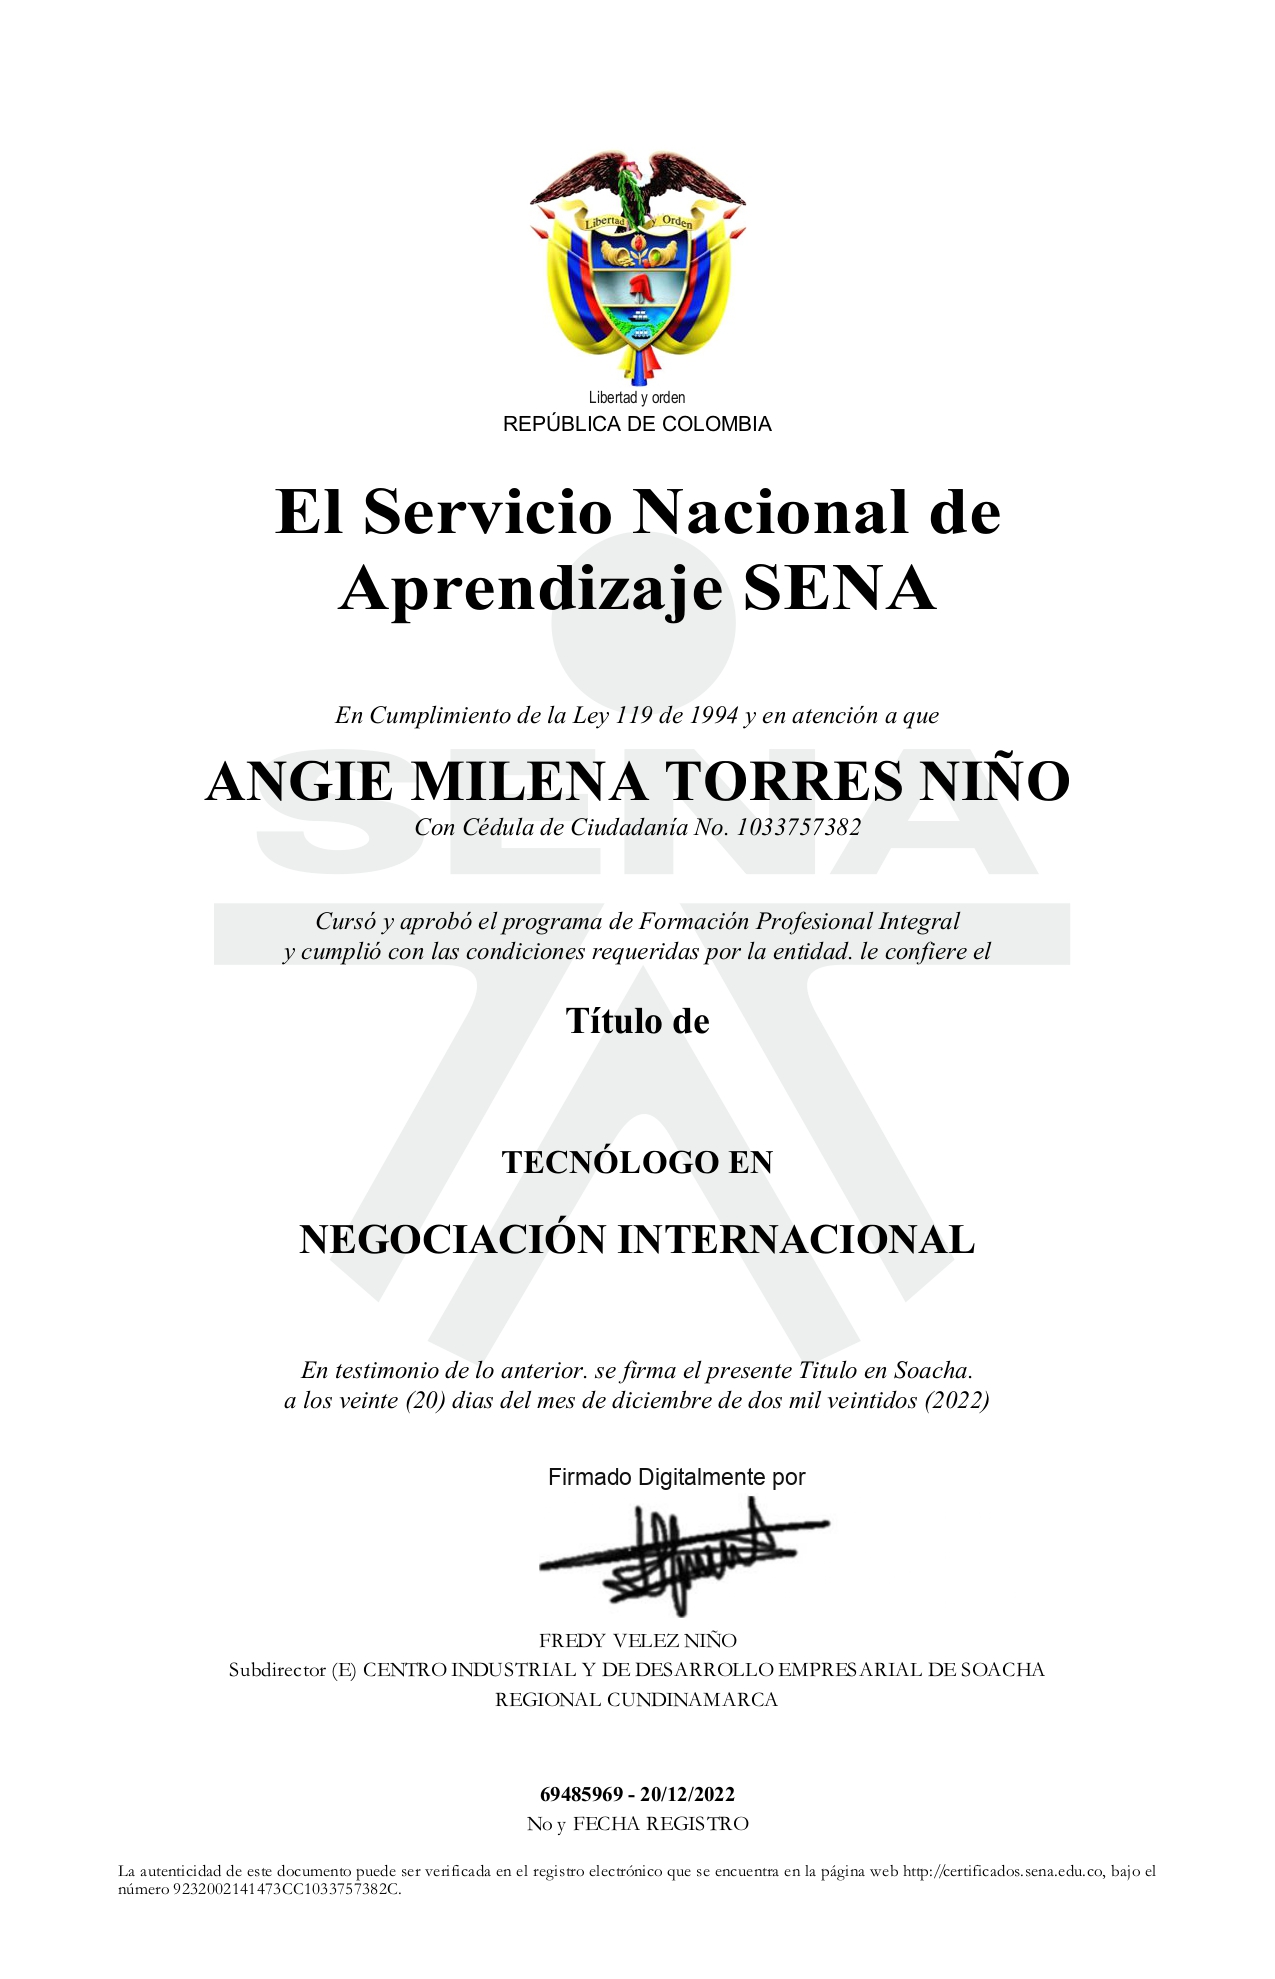 Libertad y Orden
Libertad y orden
REPÚBLICA DE COLOMBIA
El Servicio Nacional de
Aprendizaje SENA
En Cumplimiento de la Ley 119 de 1994 y en atención a que
SENA
ANGIE MILENA TORRES NIÑO
Con Cédula de Ciudadanía No. 1033757382
Cursó y aprobó el programa de Formación Profesional Integral
y cumplió con las condiciones requeridas por la entidad. le confiere el
Título de
TECNÓLOGO EN
NEGOCIACIÓN INTERNACIONAL
En testimonio de lo anterior. se firma el presente Titulo en Soacha.
a los veinte (20) dias del mes de diciembre de dos mil veintidos (2022)
Firmado Digitalmente por
FREDY VELEZ NIÑO
Subdirector (E) CENTRO INDUSTRIAL Y DE DESARROLLO EMPRESARIAL DE SOACHA
REGIONAL CUNDINAMARCA
69485969 - 20/12/2022
No y FECHA REGISTRO
La autenticidad de este documento puede ser verificada en el registro electrónico que se encuentra en la página web http://certificados.sena.edu.co, bajo el
número 9232002141473CC1033757382C.